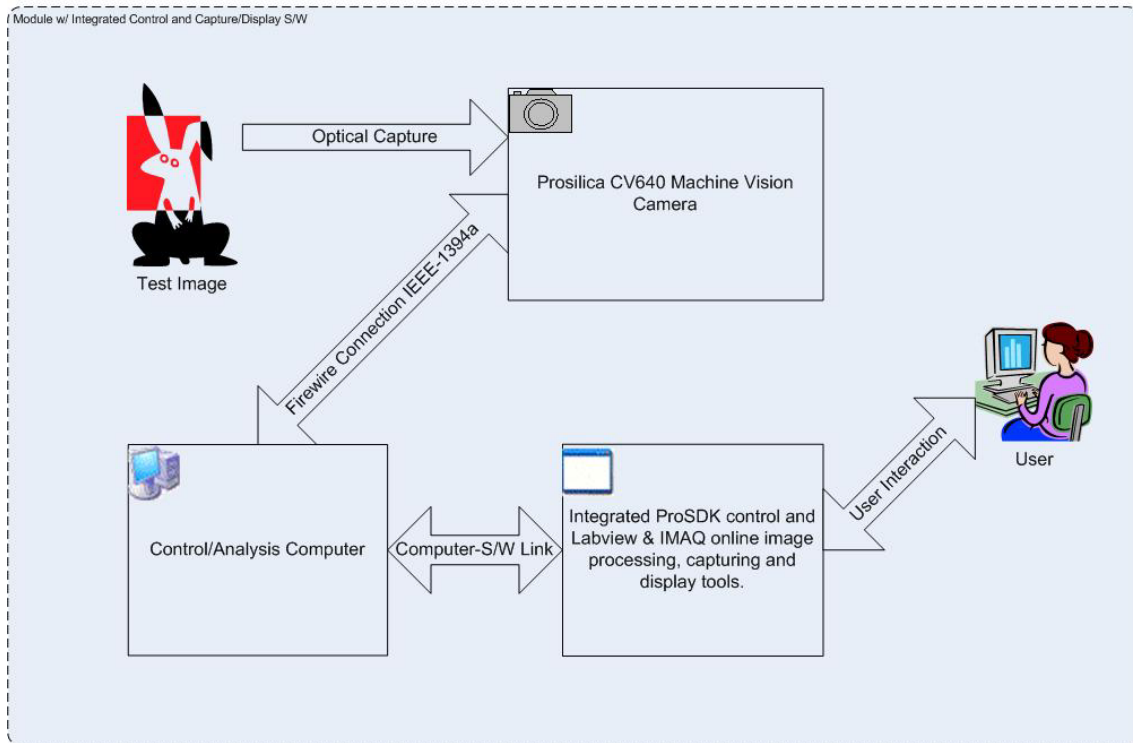 Module w/ Integrated Control and Capture/Display S/W
Optical Capture
Prosilica CV640 Machine Vision
Camera
Test Image
Firewire Connection IEEE-1394a
User
User Interaction
Control/Analysis Computer
Computer-S/W Link
Integrated ProSDK control and
Labview & IMAQ online image
processing, capturing and
display tools.